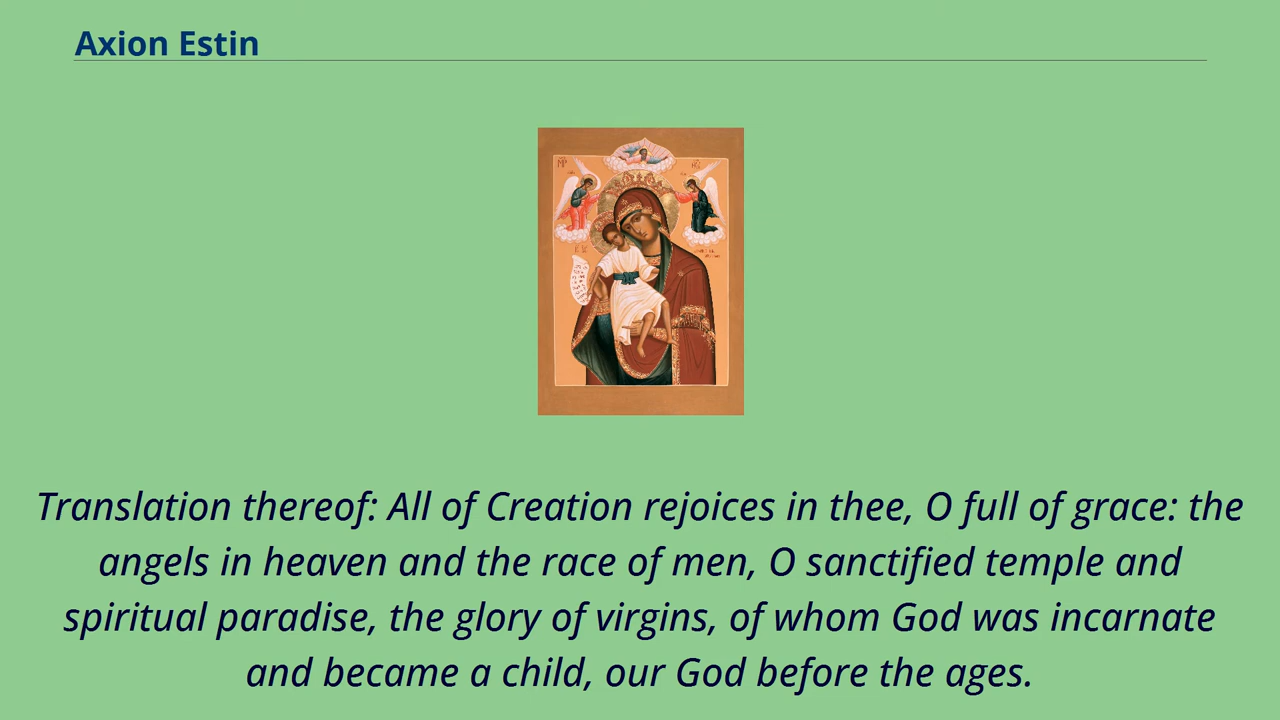 Axion Estin
Translation thereof: All of Creation rejoices in thee, O full of grace: the
angels in heaven and the race of men, O sanctified temple and
spiritual paradise, the glory of virgins, of whom God was incarnate
and became a child, our God before the ages.